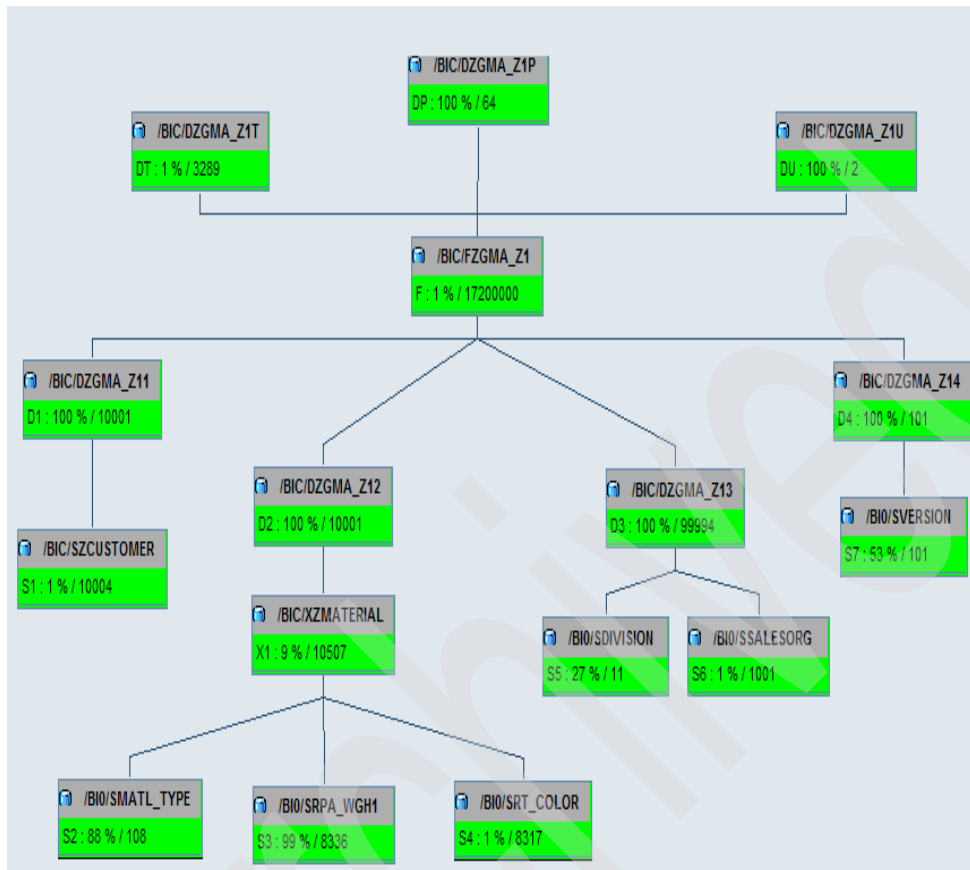 /BIC/DZGMA_Z1P
DP : 100 % / 64
/BIC/DZGMA_Z1T
DT : 1 % / 3289
/BIC/DZGMA_Z1U
DU : 100 % / 2
/BIC/FZGMA_Z1
F : 1 % / 17200000
/BIC/DZGMA_Z11
D1 : 100 % / 10001
/BIC/DZGMA_Z14
D4 : 100 % / 101
/BIC/DZGMA_Z12
D2 : 100 % / 10001
/BIC/DZGMA_Z13
D3 : 100 % / 99994
/BI0/SVERSION
S7 : 53 % / 101
/BIC/SZCUSTOMER
S1 : 1 % / 10004
/BIC/XZMATERIAL
X1 : 9 % / 10507
/BI0/SDIVISION
S5 : 27 % / 11
/BI0/SSALESORG
S6 : 1 % / 1001
/BI0/SMATL_TYPE
S2 : 88 % / 108
/BI0/SRPA_WGH1
S3 : 99 % / 8336
/BI0/SRT_COLOR
S4 : 1 % / 8317